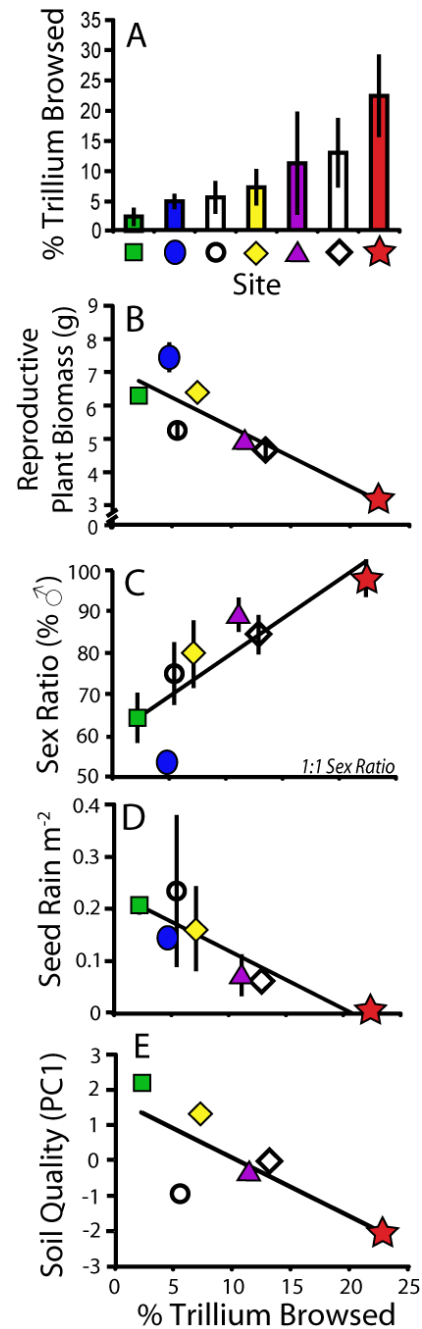 A
% Trillium Browsed
35
30
25
20
15
10
5
0
Site
B
Reproductive
Plant Biomass (g)
9
8
7
6
5
4
3
0
C
Sex Ratio (% ♂)
100
90
80
70
60
50
1:1 Sex Ratio
D
Seed Rain m⁻²
0.4
0.3
0.2
0.1
0
E
Soil Quality (PC1)
3
2
1
0
-1
-2
-3
0 5 10 15 20 25
% Trillium Browsed